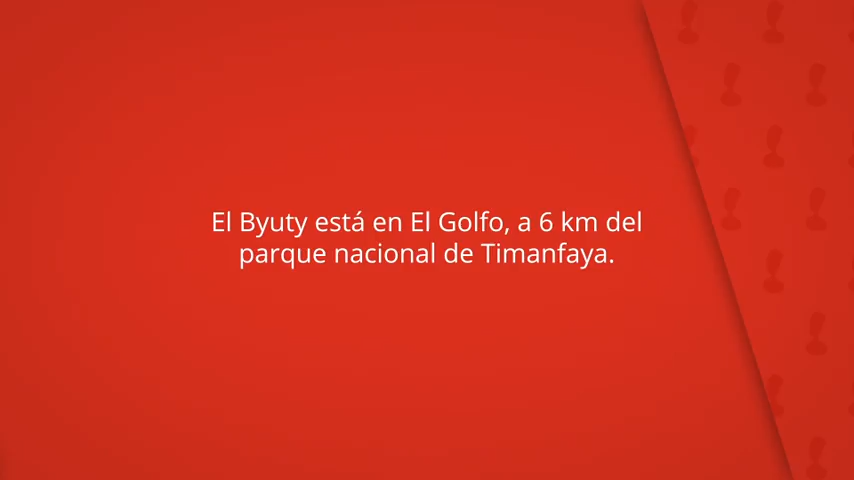 El Byuty está en El Golfo, a 6 km del
parque nacional de Timanfaya.